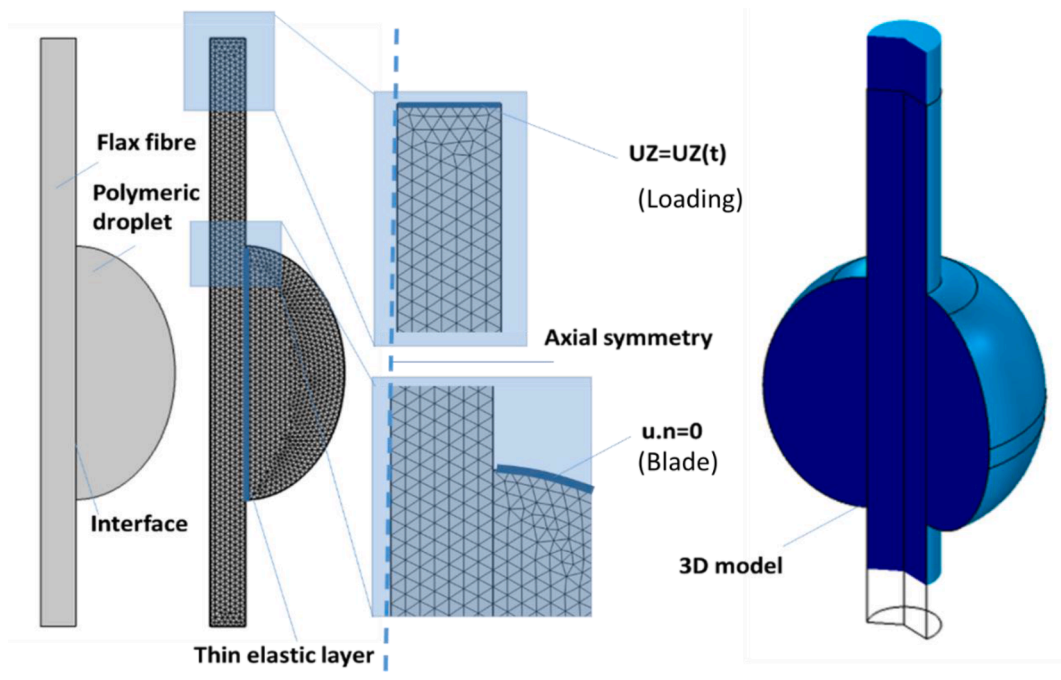 Flax fibre
Polymeric
droplet
Interface
Thin elastic layer
UZ=UZ(t)
(Loading)
Axial symmetry
u.n=0
(Blade)
3D model